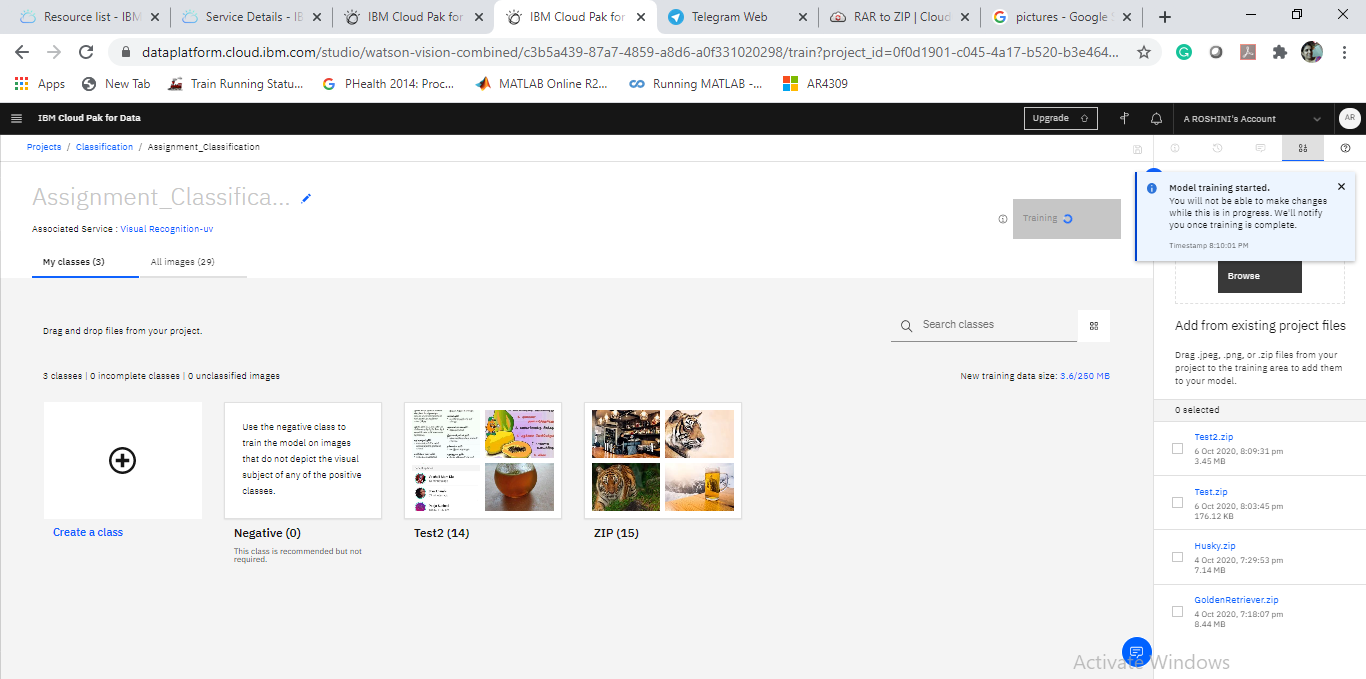 Resource list - IBM
Service Details - IB
IBM Cloud Pak for
IBM Cloud Pak for
Telegram Web
RAR to ZIP | Cloud
pictures - Google S
dataplatform.cloud.ibm.com/studio/watson-vision-combined/c3b5a439-87a7-4859-a8d6-a0f331020298/train?project_id=0f0d1901-c045-4a17-b520-b3e464...
Apps
New Tab
Train Running Statu...
PHealth 2014: Proc...
MATLAB Online R2...
Running MATLAB -...
AR4309
IBM Cloud Pak for Data
Upgrade
A ROSHINI's Account
AR
Projects / Classification / Assignment_Classification
Assignment_Classifica...
Associated Service : Visual Recognition-uv
Training
Model training started.
You will not be able to make changes
while this is in progress. We'll notify
you once training is complete.
Timestamp 8:10:01 PM
My classes (3)
All images (29)
Browse
Drag and drop files from your project.
Search classes
3 classes | 0 incomplete classes | 0 unclassified images
New training data size: 3.6/250 MB
Create a class
Use the negative class to
train the model on images
that do not depict the visual
subject of any of the positive
classes.
Negative (0)
This class is recommended but not
required.
Test2 (14)
ZIP (15)
Add from existing project files
Drag .jpeg, .png, or .zip files from your
project to the training area to add them
to your model.
0 selected
Test2.zip
6 Oct 2020, 8:09:31 pm
3.45 MB
Test.zip
6 Oct 2020, 8:03:45 pm
176.12 KB
Husky.zip
4 Oct 2020, 7:29:53 pm
7.14 MB
GoldenRetriever.zip
4 Oct 2020, 7:18:07 pm
8.44 MB
Activate Windows